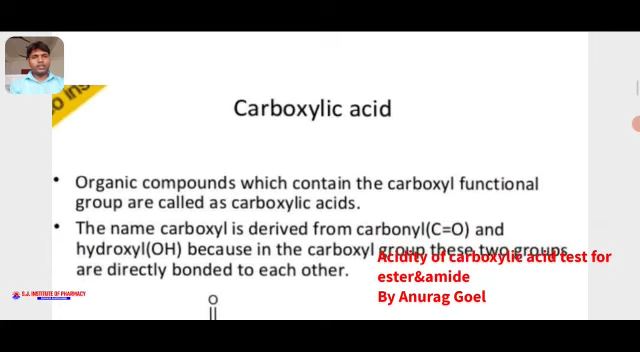 to ins
Carboxylic acid
• Organic compounds which contain the carboxyl functional
group are called as carboxylic acids.
• The name carboxyl is derived from carbonyl(C=O) and
hydroxyl(OH) because in the carboxyl group these two groups
are directly bonded to each other.
Acidity of carboxylic acid test for
ester&amide
By Anurag Goel
S.J. INSTITUTE OF PHARMACY
O